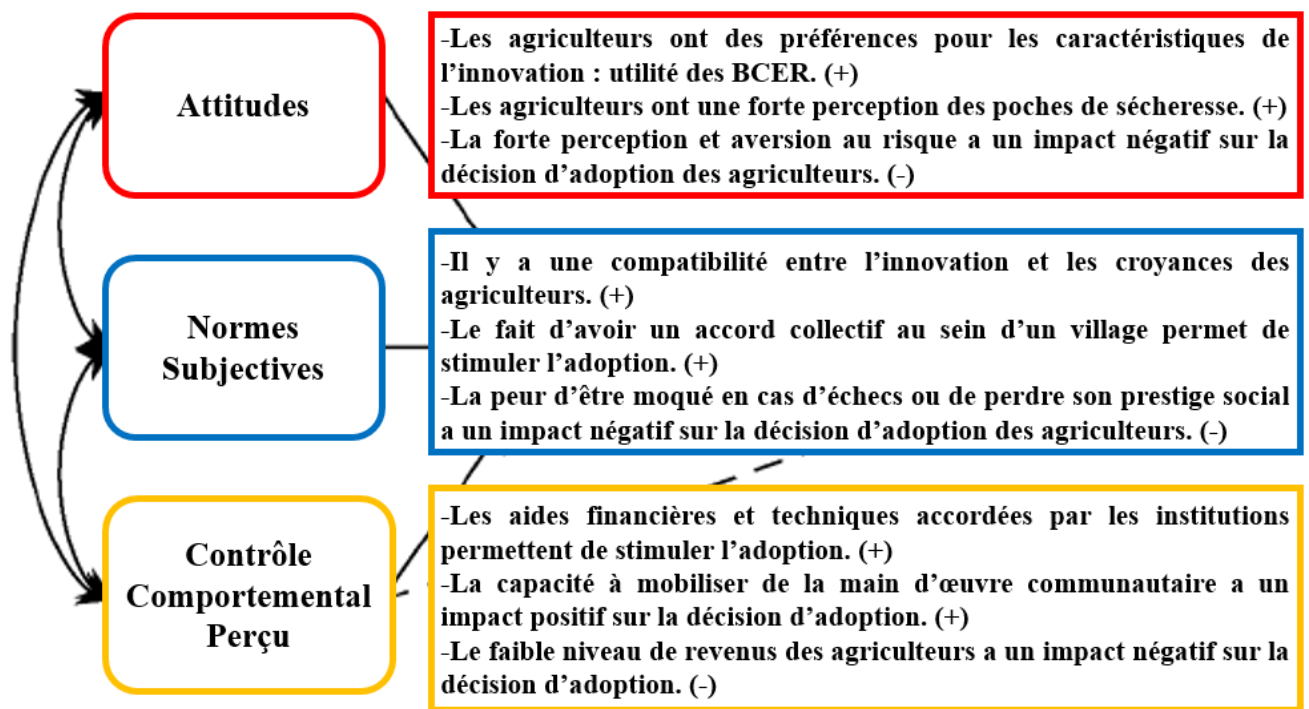 Attitudes
-Les agriculteurs ont des préférences pour les caractéristiques de
l'innovation : utilité des BCER. (+)
-Les agriculteurs ont une forte perception des poches de sécheresse. (+)
-La forte perception et aversion au risque a un impact négatif sur la
décision d'adoption des agriculteurs. (-)
Normes
Subjectives
-Il y a une compatibilité entre l'innovation et les croyances des
agriculteurs. (+)
-Le fait d'avoir un accord collectif au sein d'un village permet de
stimuler l'adoption. (+)
-La peur d'être moqué en cas d'échecs ou de perdre son prestige social
a un impact négatif sur la décision d'adoption des agriculteurs. (-)
Contrôle
Comportemental
Perçu
-Les aides financières et techniques accordées par les institutions
permettent de stimuler l'adoption. (+)
-La capacité à mobiliser de la main d'œuvre communautaire a un
impact positif sur la décision d'adoption. (+)
-Le faible niveau de revenus des agriculteurs a un impact négatif sur la
décision d'adoption. (-)